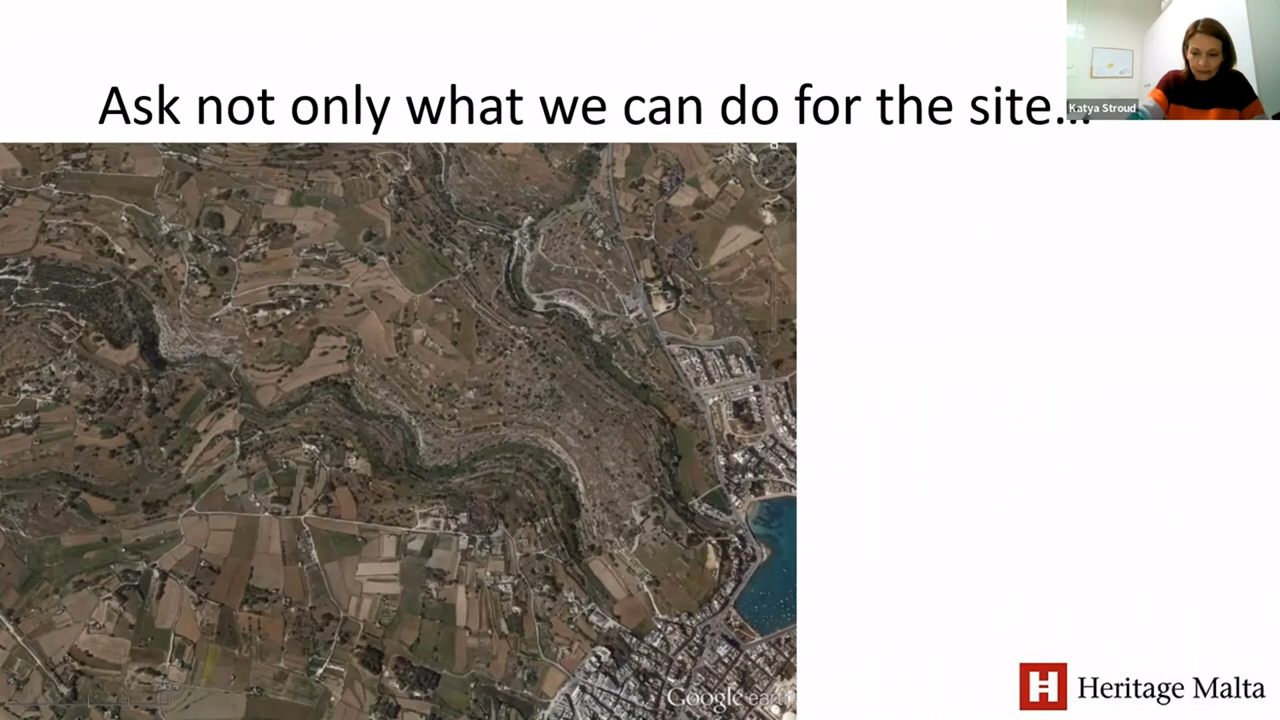 Ask not only what we can do for the site...
Katya Stroud
Google earth
Heritage Malta